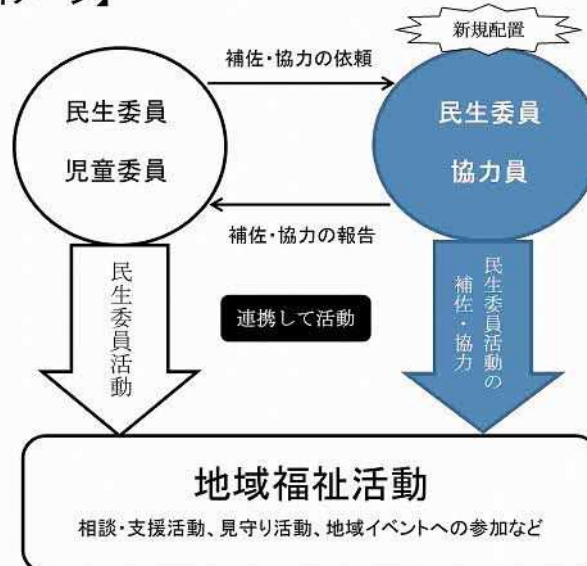 新規配置
補佐・協力の依頼
民生委員
児童委員
民生委員
協力員
補佐・協力の報告
民生委員活動
連携して活動
民生委員活動の
補佐・協力
地域福祉活動
相談・支援活動、見守り活動、地域イベントへの参加など